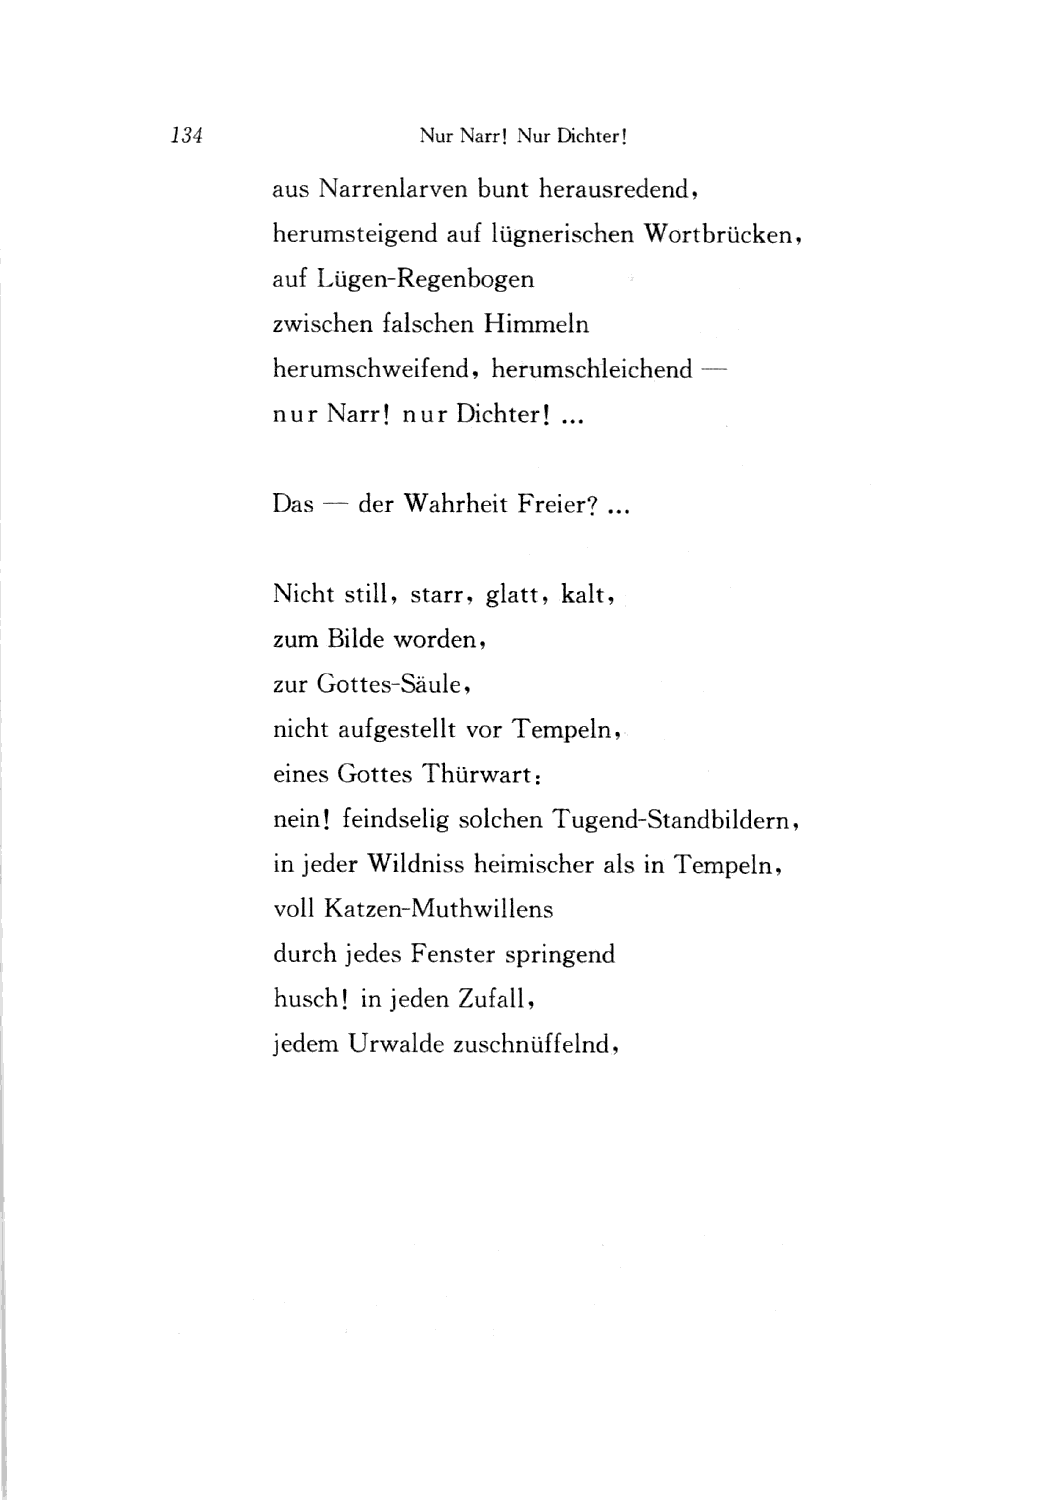 134 Nur Narr! Nur Dichter!
aus Narrenlarven bunt herausredend,
herumsteigend auf lügnerischen Wortbrücken,
auf Lügen-Regenbogen
zwischen falschen Himmeln
herumschweifend, herumschleichend —
nur Narr! nur Dichter! ...
Das — der Wahrheit Freier? ...
Nicht still, starr, glatt, kalt,
zum Bilde worden,
zur Gottes-Säule,
nicht aufgestellt vor Tempeln,
eines Gottes Thürwart:
nein! feindselig solchen Tugend-Standbildern,
in jeder Wildniss heimischer als in Tempeln,
voll Katzen-Muthwillens
durch jedes Fenster springend
husch! in jeden Zufall,
jedem Urwalde zuschnüffelnd,